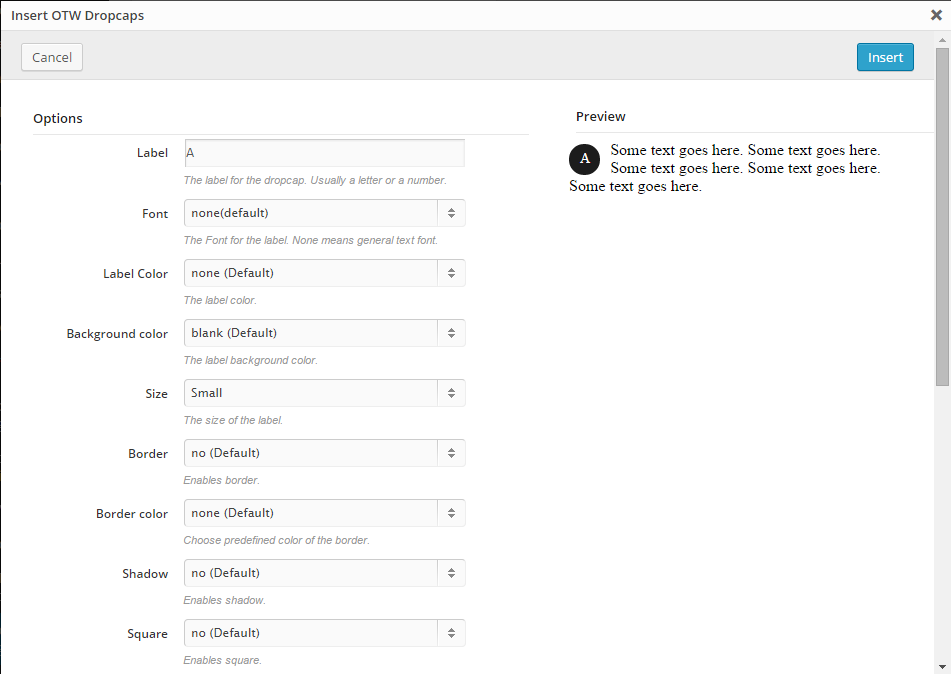 Insert OTW Dropcaps
Cancel
Insert
Options
Label
A
The label for the dropcap. Usually a letter or a number.
Font
none(default)
The Font for the label. None means general text font.
Label Color
none (Default)
The label color.
Background color
blank (Default)
The label background color.
Size
Small
The size of the label.
Border
no (Default)
Enables border.
Border color
none (Default)
Choose predefined color of the border.
Shadow
no (Default)
Enables shadow.
Square
no (Default)
Enables square.
Preview
A
Some text goes here. Some text goes here.
Some text goes here. Some text goes here.
Some text goes here.